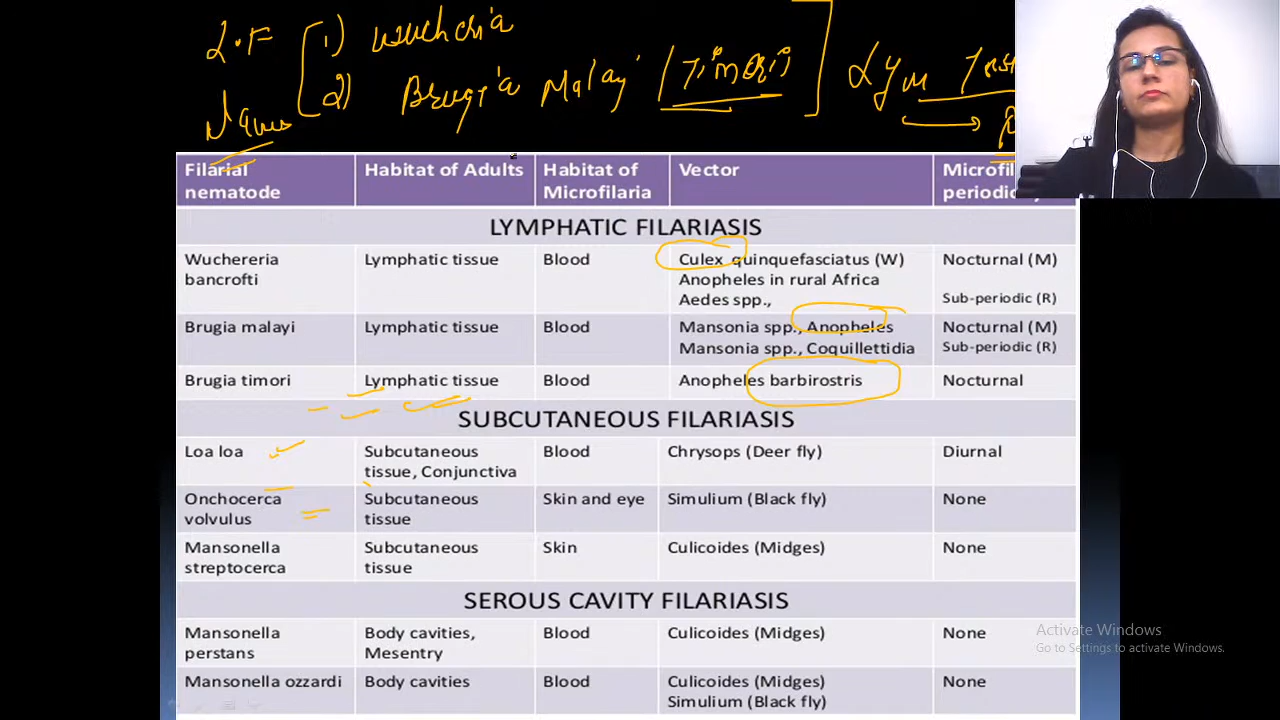 L.F 1) wucheria
2) Brugia Malayi / Timori Lym
Filarial nematode Habitat of Adults Habitat of Microfilaria Vector Microfil periodic
LYMPHATIC FILARIASIS
Wuchereria bancrofti Lymphatic tissue Blood Culex quinquefasciatus (W) Nocturnal (M)
Anopheles in rural Africa
Aedes spp., Sub-periodic (R)
Brugia malayi Lymphatic tissue Blood Mansonia spp., Anopheles Nocturnal (M)
Mansonia spp., Coquillettidia Sub-periodic (R)
Brugia timori Lymphatic tissue Blood Anopheles barbirostris Nocturnal
SUBCUTANEOUS FILARIASIS
Loa loa Subcutaneous tissue, Conjunctiva Blood Chrysops (Deer fly) Diurnal
Onchocerca volvulus Subcutaneous tissue Skin and eye Simulium (Black fly) None
Mansonella streptocerca Subcutaneous tissue Skin Culicoides (Midges) None
SEROUS CAVITY FILARIASIS
Mansonella perstans Body cavities, Mesentry Blood Culicoides (Midges) None
Mansonella ozzardi Body cavities Blood Culicoides (Midges) None
Simulium (Black fly)
Activate Windows
Go to Settings to activate Windows.